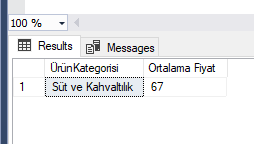 100 %
Results Messages
ÜrünKategorisi Ortalama Fiyat
1 Süt ve Kahvaltılık 67